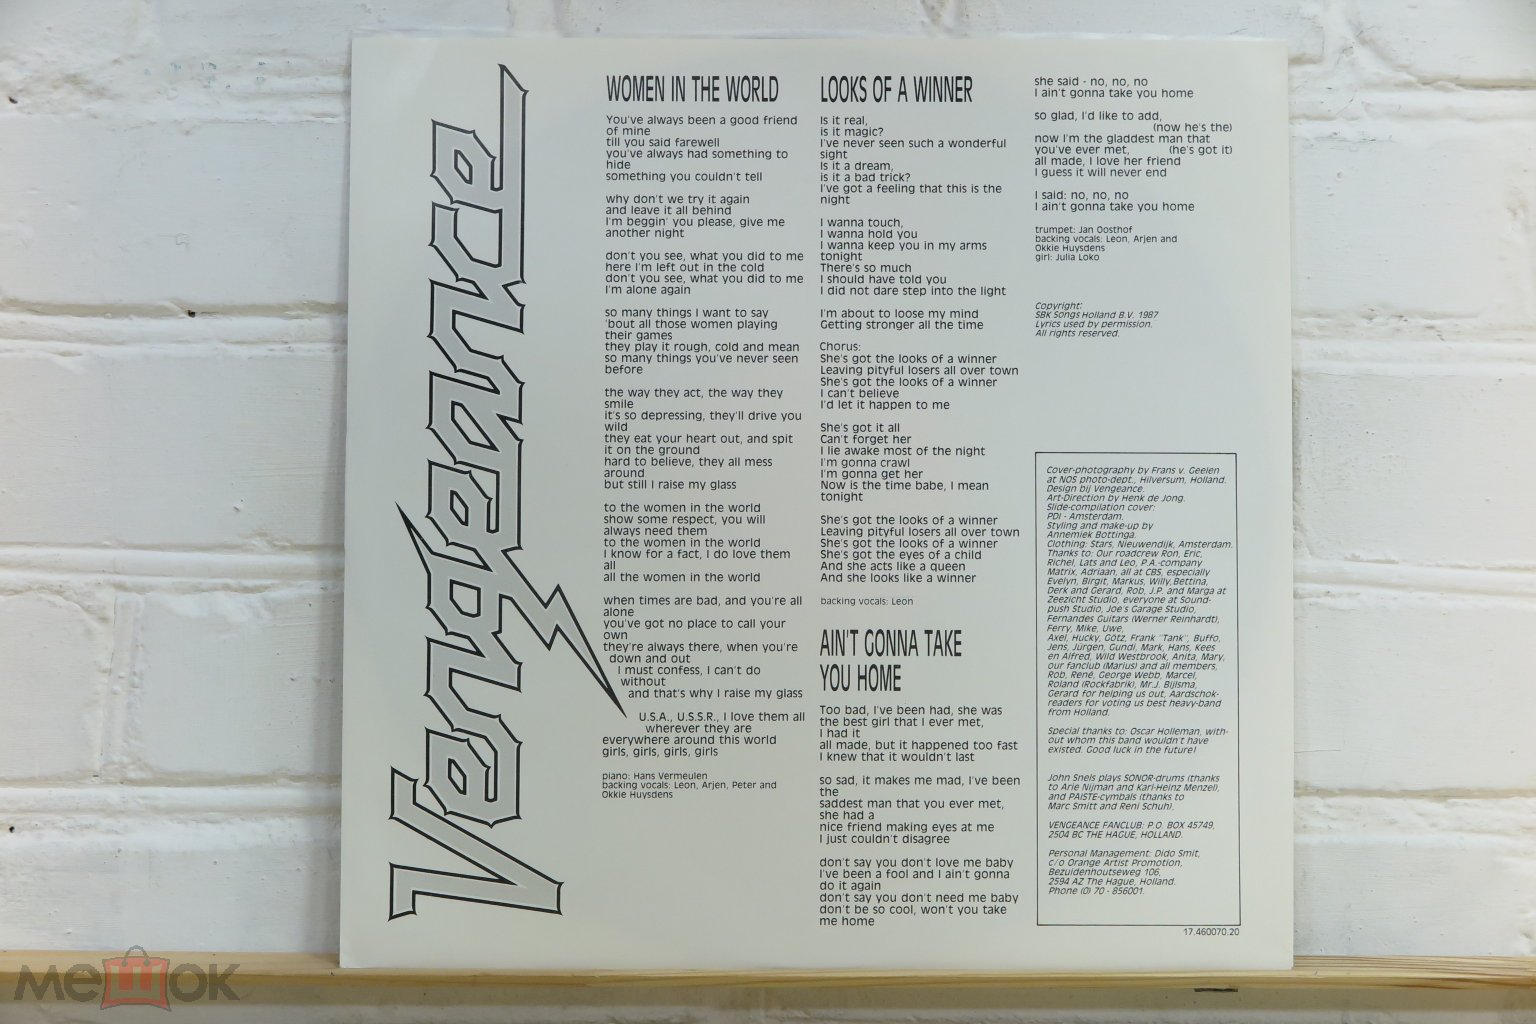 Vengeance
WOMEN IN THE WORLD
You've always been a good friend
of mine
till you said farewell
you've always had something to
hide
something you couldn't tell
why don't we try it again
and leave it all behind
I'm beggin' you please, give me
another night
don't you see, what you did to me
here I'm left out in the cold
don't you see, what you did to me
I'm alone again
so many things I want to say
'bout all those women playing
their games
they play it rough, cold and mean
so many things you've never seen
before
the way they act, the way they
smile
it's so depressing, they'll drive you
wild
they eat your heart out, and spit
it on the ground
hard to believe, they all mess
around
but still I raise my glass
to the women in the world
show some respect, you will
always need them
to the women in the world
I know for a fact, I do love them
all
all the women in the world
when times are bad, and you're all
alone
you've got no place to call your
own
they're always there, when you're
down and out
I must confess, I can't do
without
and that's why I raise my glass
U.S.A., U.S.S.R., I love them all
wherever they are
everywhere around this world
girls, girls, girls, girls
piano: Hans Vermeulen
backing vocals: Leon, Arjen, Peter and
Okkie Huysdens
LOOKS OF A WINNER
Is it real,
is it magic?
I've never seen such a wonderful
sight
Is it a dream,
is it a bad trick?
I've got a feeling that this is the
night
I wanna touch,
I wanna hold you
I wanna keep you in my arms
tonight
There's so much
I should have told you
I did not dare step into the light
I'm about to loose my mind
Getting stronger all the time
Chorus:
She's got the looks of a winner
Leaving pityful losers all over town
She's got the looks of a winner
I can't believe
I'd let it happen to me
She's got it all
Can't forget her
I lie awake most of the night
I'm gonna crawl
I'm gonna get her
Now is the time babe, I mean
tonight
She's got the looks of a winner
Leaving pityful losers all over town
She's got the looks of a winner
She's got the eyes of a child
And she acts like a queen
And she looks like a winner
backing vocals: Leon
AIN'T GONNA TAKE
YOU HOME
Too bad, I've been had, she was
the best girl that I ever met,
I had it
all made, but it happened too fast
I knew that it wouldn't last
so sad, it makes me mad, I've been
the
saddest man that you ever met,
she had a
nice friend making eyes at me
I just couldn't disagree
don't say you don't love me baby
I've been a fool and I ain't gonna
do it again
don't say you don't need me baby
don't be so cool, won't you take
me home
she said - no, no, no
I ain't gonna take you home
so glad, I'd like to add,
(now he's the)
now I'm the gladdest man that
you've ever met, (he's got it)
all made, I love her friend
I guess it will never end
I said: no, no, no
I ain't gonna take you home
trumpet: Jan Oosthof
backing vocals: Leon, Arjen and
Okkie Huysdens
girl: Julia Loko
Copyright:
SBK Songs Holland B.V. 1987
Lyrics used by permission.
All rights reserved.
Cover-photography by Frans v. Geelen
at NOS photo-dept., Hilversum, Holland.
Design bij Vengeance.
Art-Direction by Henk de Jong.
Slide-compilation cover:
PDI - Amsterdam.
Styling and make-up by
Annemiek Bottinga.
Clothing: Stars, Nieuwendijk, Amsterdam.
Thanks to: Our roadcrew Ron, Eric,
Richel, Lats and Leo, P.A.-company
Matrix, Adriaan, all at CBS, especially
Evelyn, Birgit, Markus, Willy, Bettina,
Derk and Gerard, Rob, J.P. and Marga at
Zeezicht Studio, everyone at Sound-
push Studio, Joe's Garage Studio,
Fernandes Guitars (Werner Reinhardt),
Ferry, Mike, Uwe,
Axel, Hucky, Götz, Frank "Tank", Buffo,
Jens, Jürgen, Gundi, Mark, Hans, Kees
en Alfred, Wild Westbrook, Anita, Mary,
our fanclub (Marius) and all members,
Rob, René, George Webb, Marcel,
Roland (Rockfabrik), Mr.J. Bijlsma,
Gerard for helping us out, Aardschok-
readers for voting us best heavy-band
from Holland.
Special thanks to: Oscar Holleman, with-
out whom this band wouldn't have
existed. Good luck in the future!
John Snels plays SONOR-drums (thanks
to Arie Nijman and Karl-Heinz Menzel),
and PAISTE-cymbals (thanks to
Marc Smitt and Reni Schuh).
VENGEANCE FANCLUB: P.O. BOX 45749,
2504 BC THE HAGUE, HOLLAND.
Personal Management: Dido Smit,
c/o Orange Artist Promotion,
Bezuidenhoutseweg 106,
2594 AZ The Hague, Holland.
Phone (0) 70 - 856001.
17.460070.20
мешок